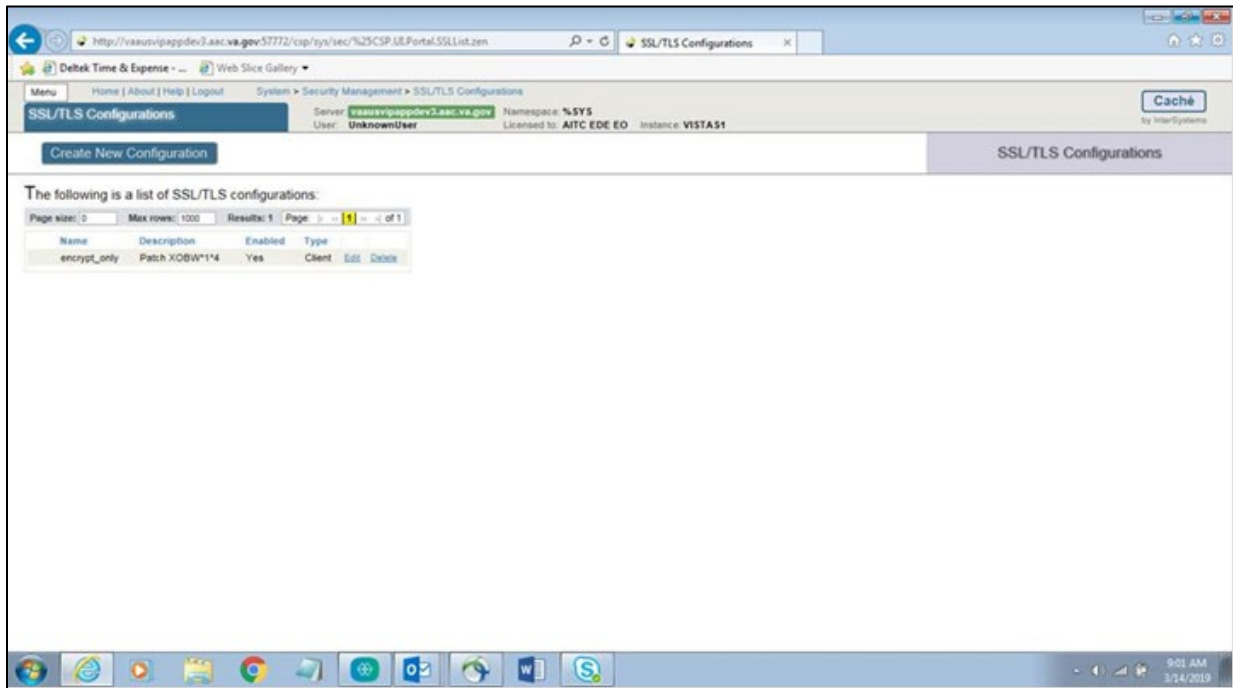 http://vaausvipappdev3.aac.va.gov:57772/csp/sys/sec/%25CSP.UI.Portal.SSLList.zen
SSL/TLS Configurations
Deltek Time & Expense - ...
Web Slice Gallery
Menu
Home | About | Help | Logout
System > Security Management > SSL/TLS Configurations
SSL/TLS Configurations
Server: vaausvipappdev3.aac.va.gov
Namespace: %SYS
User: UnknownUser
Licensed to: AITC EDE EO
Instance: VISTAS1
Caché
by InterSystems
Create New Configuration
SSL/TLS Configurations
The following is a list of SSL/TLS configurations:
Page size: 0
Max rows: 1000
Results: 1
Page: |« « 1 » »| of 1
Name Description Enabled Type
encrypt_only Patch XOBW*1*4 Yes Client Edit Delete
9:01 AM
3/14/2019